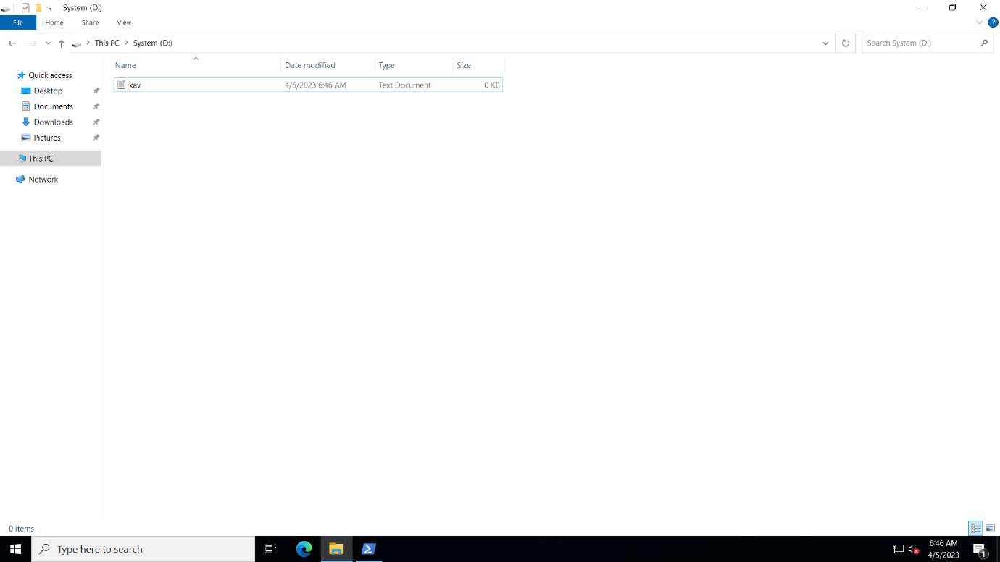 System (D:)
File Home Share View
This PC System (D:) Search System (D:)
Name Date modified Type Size
kav 4/5/2023 6:46 AM Text Document 0 KB
Quick access
Desktop
Documents
Downloads
Pictures
This PC
Network
0 items
Type here to search
6:46 AM
4/5/2023
1